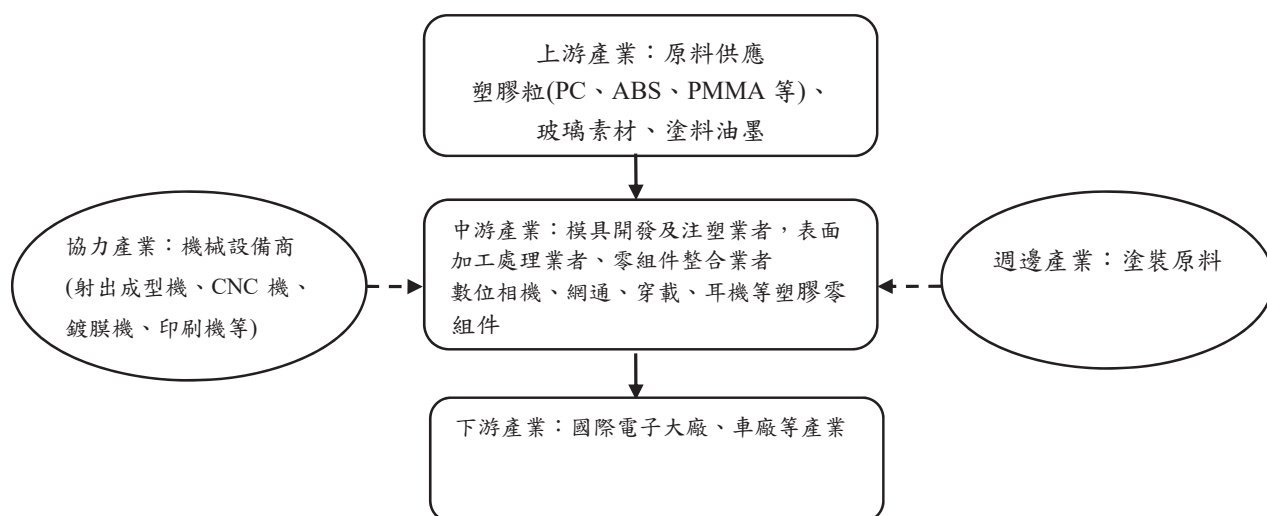 上游產業：原料供應
塑膠粒(PC、ABS、PMMA 等)、
玻璃素材、塗料油墨
協力產業：機械設備商
(射出成型機、CNC 機、
鍍膜機、印刷機等)
中游產業：模具開發及注塑業者，表面
加工處理業者、零組件整合業者
數位相機、網通、穿載、耳機等塑膠零
組件
週邊產業：塗裝原料
下游產業：國際電子大廠、車廠等產業